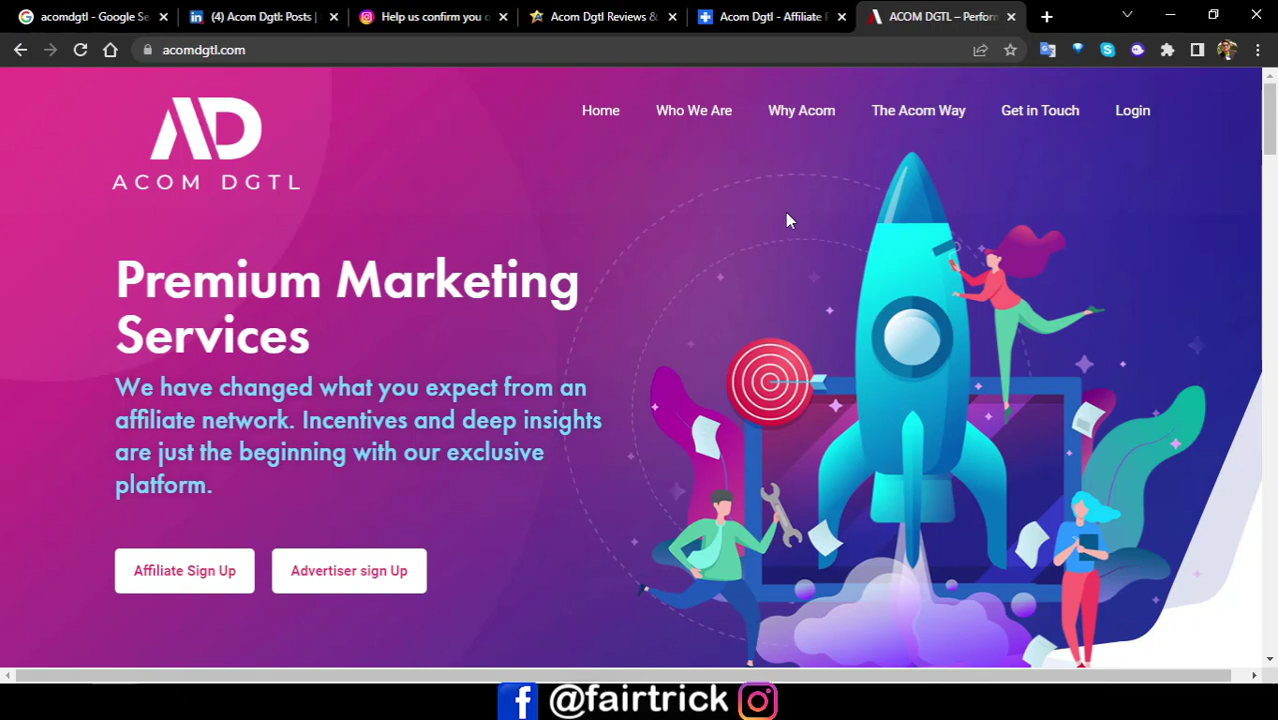 acomdgtl - Google Se
(4) Acom Dgtl: Posts |
Help us confirm you o
Acom Dgtl Reviews &
Acom Dgtl - Affiliate P
ACOM DGTL – Perforn
acomdgtl.com
AD
ACOM DGTL
Home
Who We Are
Why Acom
The Acom Way
Get in Touch
Login
Premium Marketing
Services
We have changed what you expect from an
affiliate network. Incentives and deep insights
are just the beginning with our exclusive
platform.
Affiliate Sign Up
Advertiser sign Up
@fairtrick